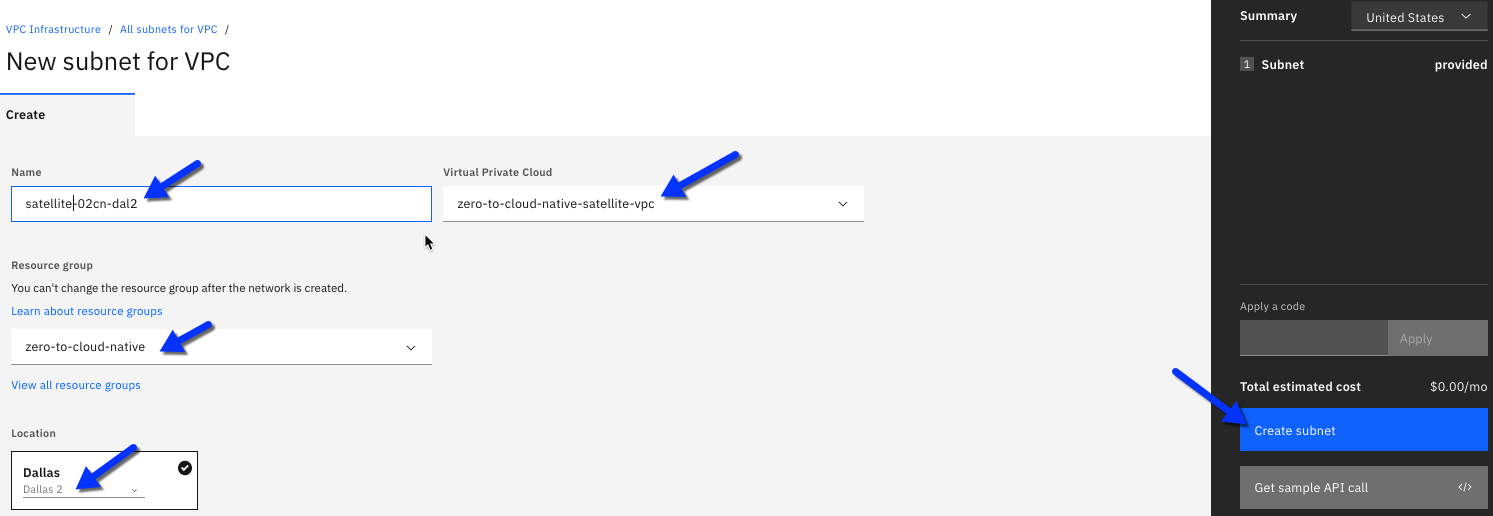 VPC Infrastructure / All subnets for VPC /
New subnet for VPC
Create
Name
satellite-02cn-dal2
Virtual Private Cloud
zero-to-cloud-native-satellite-vpc
Resource group
You can't change the resource group after the network is created.
Learn about resource groups
zero-to-cloud-native
View all resource groups
Location
Dallas
Dallas 2
Summary
United States
1 Subnet provided
Apply a code
Apply
Total estimated cost $0.00/mo
Create subnet
Get sample API call </>